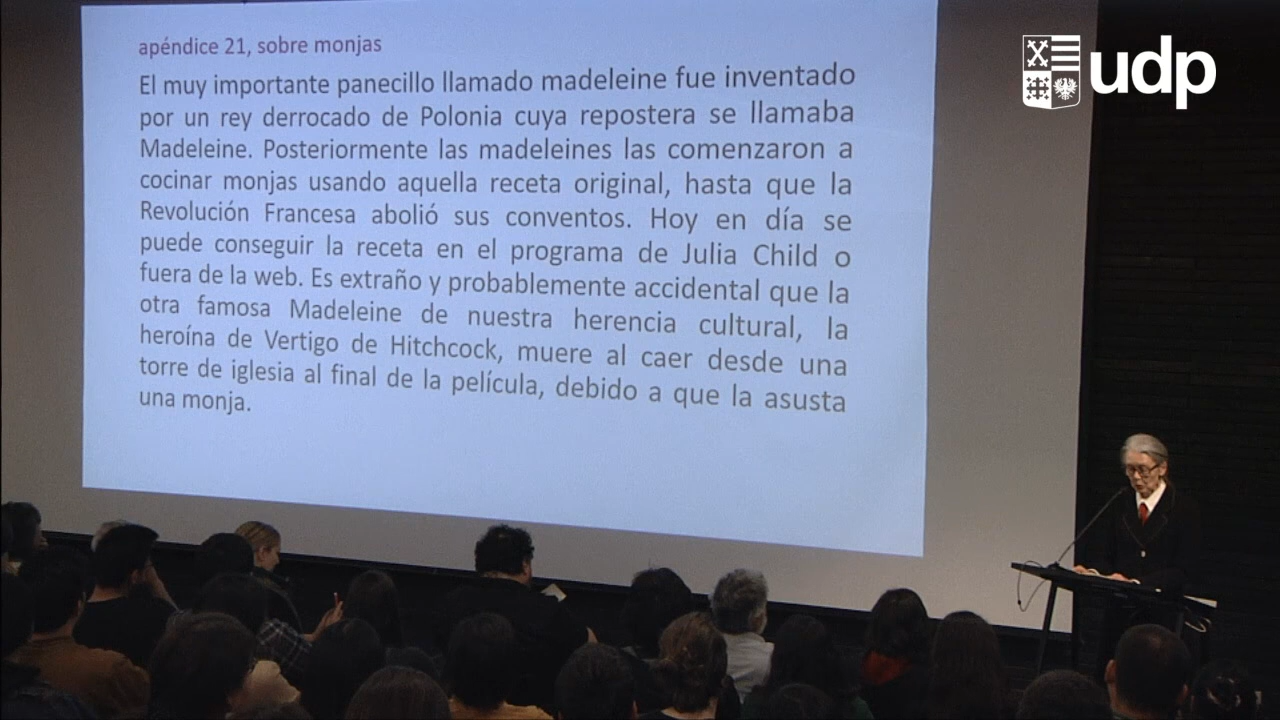 apéndice 21, sobre monjas
El muy importante panecillo llamado madeleine fue inventado
por un rey derrocado de Polonia cuya repostera se llamaba
Madeleine. Posteriormente las madeleines las comenzaron a
cocinar monjas usando aquella receta original, hasta que la
Revolución Francesa abolió sus conventos. Hoy en día se
puede conseguir la receta en el programa de Julia Child o
fuera de la web. Es extraño y probablemente accidental que la
otra famosa Madeleine de nuestra herencia cultural, la
heroína de Vertigo de Hitchcock, muere al caer desde una
torre de iglesia al final de la película, debido a que la asusta
una monja.
udp